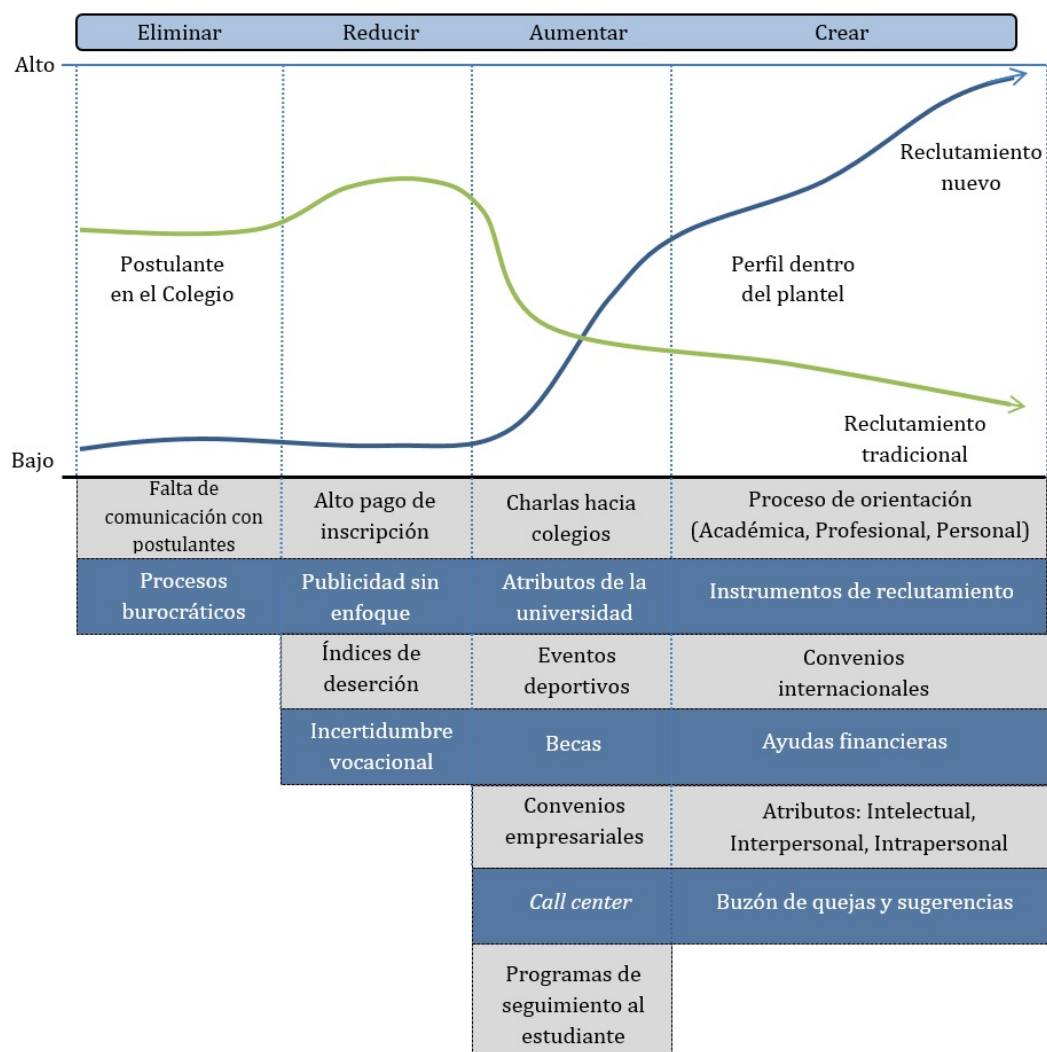 Eliminar Reducir Aumentar Crear
Alto
Reclutamiento
nuevo
Postulante
en el Colegio
Perfil dentro
del plantel
Reclutamiento
tradicional
Bajo
Falta de
comunicación con
postulantes
Alto pago de
inscripción
Charlas hacia
colegios
Proceso de orientación
(Académica, Profesional, Personal)
Procesos
burocráticos
Publicidad sin
enfoque
Atributos de la
universidad
Instrumentos de reclutamiento
Índices de
deserción
Eventos
deportivos
Convenios
internacionales
Incertidumbre
vocacional
Becas
Ayudas financieras
Convenios
empresariales
Atributos: Intelectual,
Interpersonal, Intrapersonal
Call center
Buzón de quejas y sugerencias
Programas de
seguimiento al
estudiante